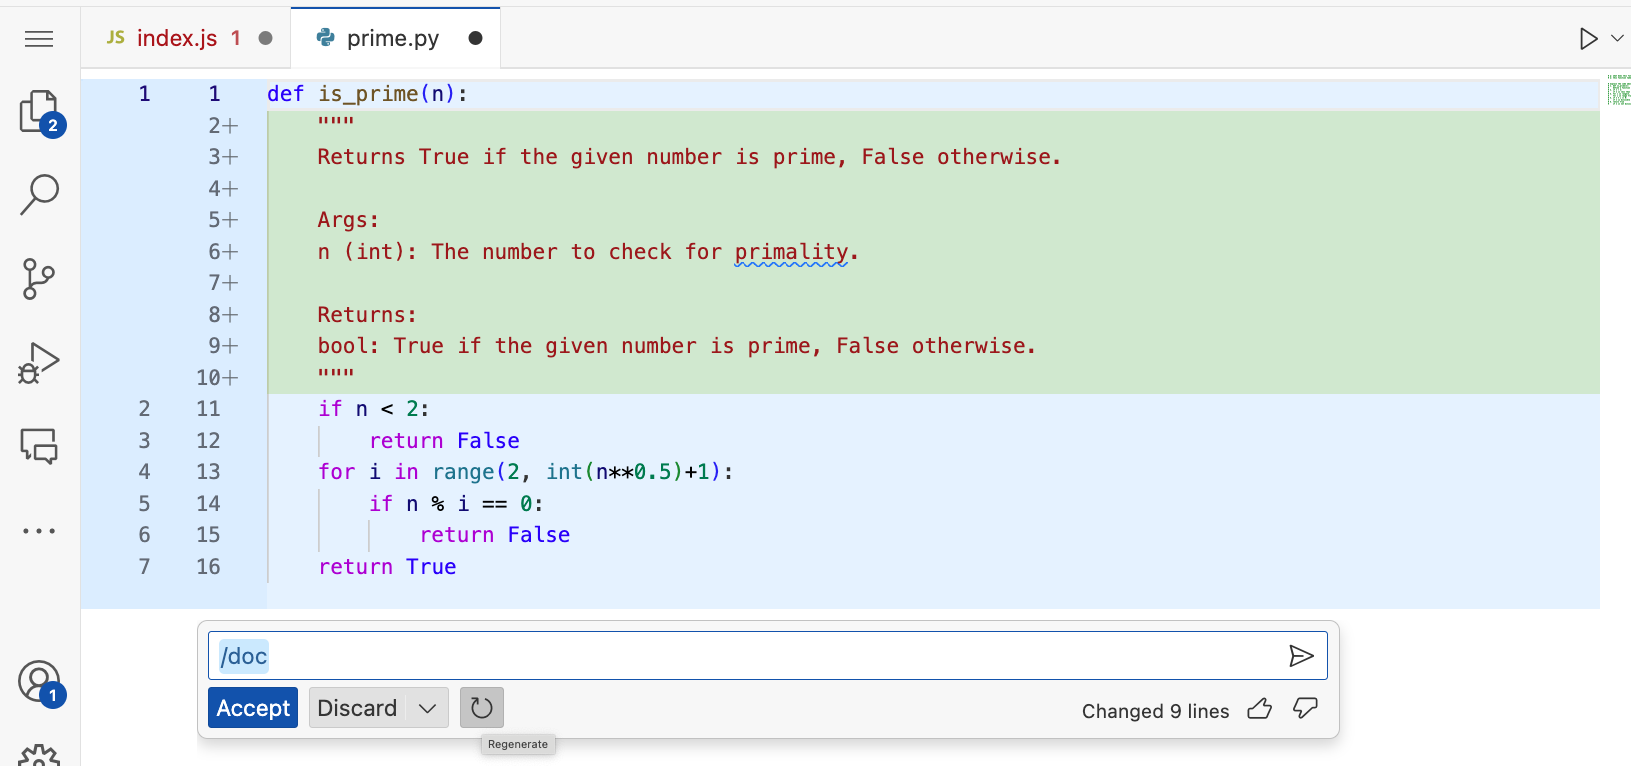 JS index.js 1
prime.py
2
1 1 def is_prime(n):
2+ """
3+ Returns True if the given number is prime, False otherwise.
4+
5+ Args:
6+ n (int): The number to check for primality.
7+
8+ Returns:
9+ bool: True if the given number is prime, False otherwise.
10+ """
2 11 if n < 2:
3 12 return False
4 13 for i in range(2, int(n**0.5)+1):
5 14 if n % i == 0:
6 15 return False
7 16 return True
/doc
1
Accept Discard
Changed 9 lines
Regenerate